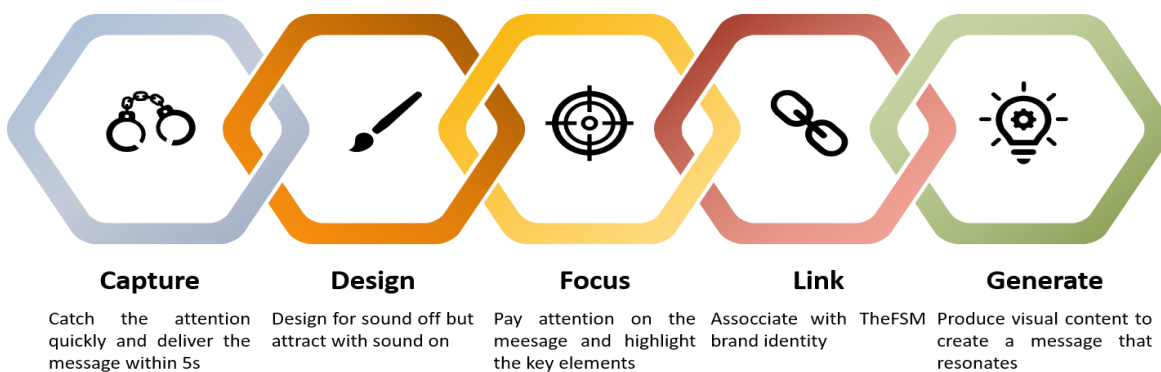 Capture
Catch the attention
quickly and deliver the
message within 5s
Design
Design for sound off but
attract with sound on
Focus
Pay attention on the
meesage and highlight
the key elements
Link
Assocciate with TheFSM
brand identity
Generate
Produce visual content to
create a message that
resonates